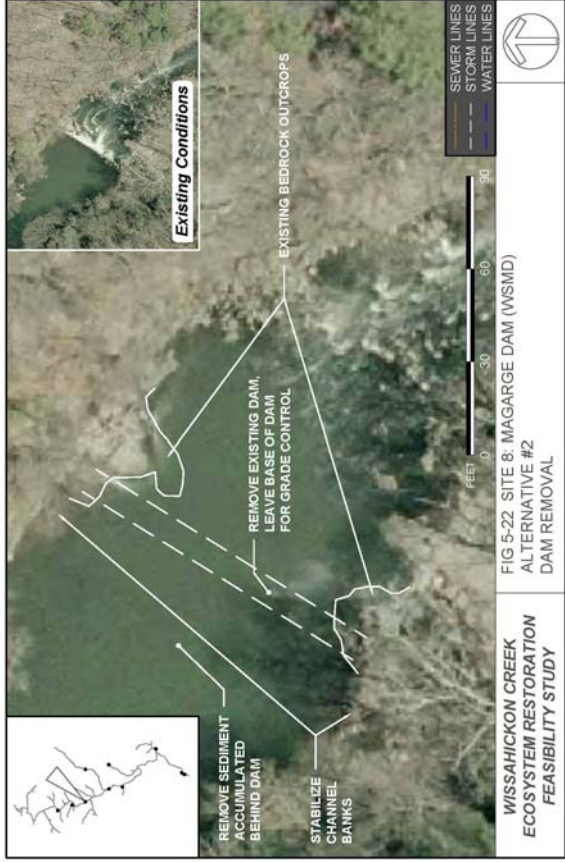 Existing Conditions
REMOVE SEDIMENT
ACCUMULATED
BEHIND DAM
REMOVE EXISTING DAM,
LEAVE BASE OF DAM
FOR GRADE CONTROL
EXISTING BEDROCK OUTCROPS
STABILIZE
CHANNEL
BANKS
FEET
0 30 60 90
SEWER LINES
STORM LINES
WATER LINES
WISSAHICKON CREEK
ECOSYSTEM RESTORATION
FEASIBILITY STUDY
FIG 5-22 SITE 8: MAGARGE DAM (WSMD)
ALTERNATIVE #2
DAM REMOVAL